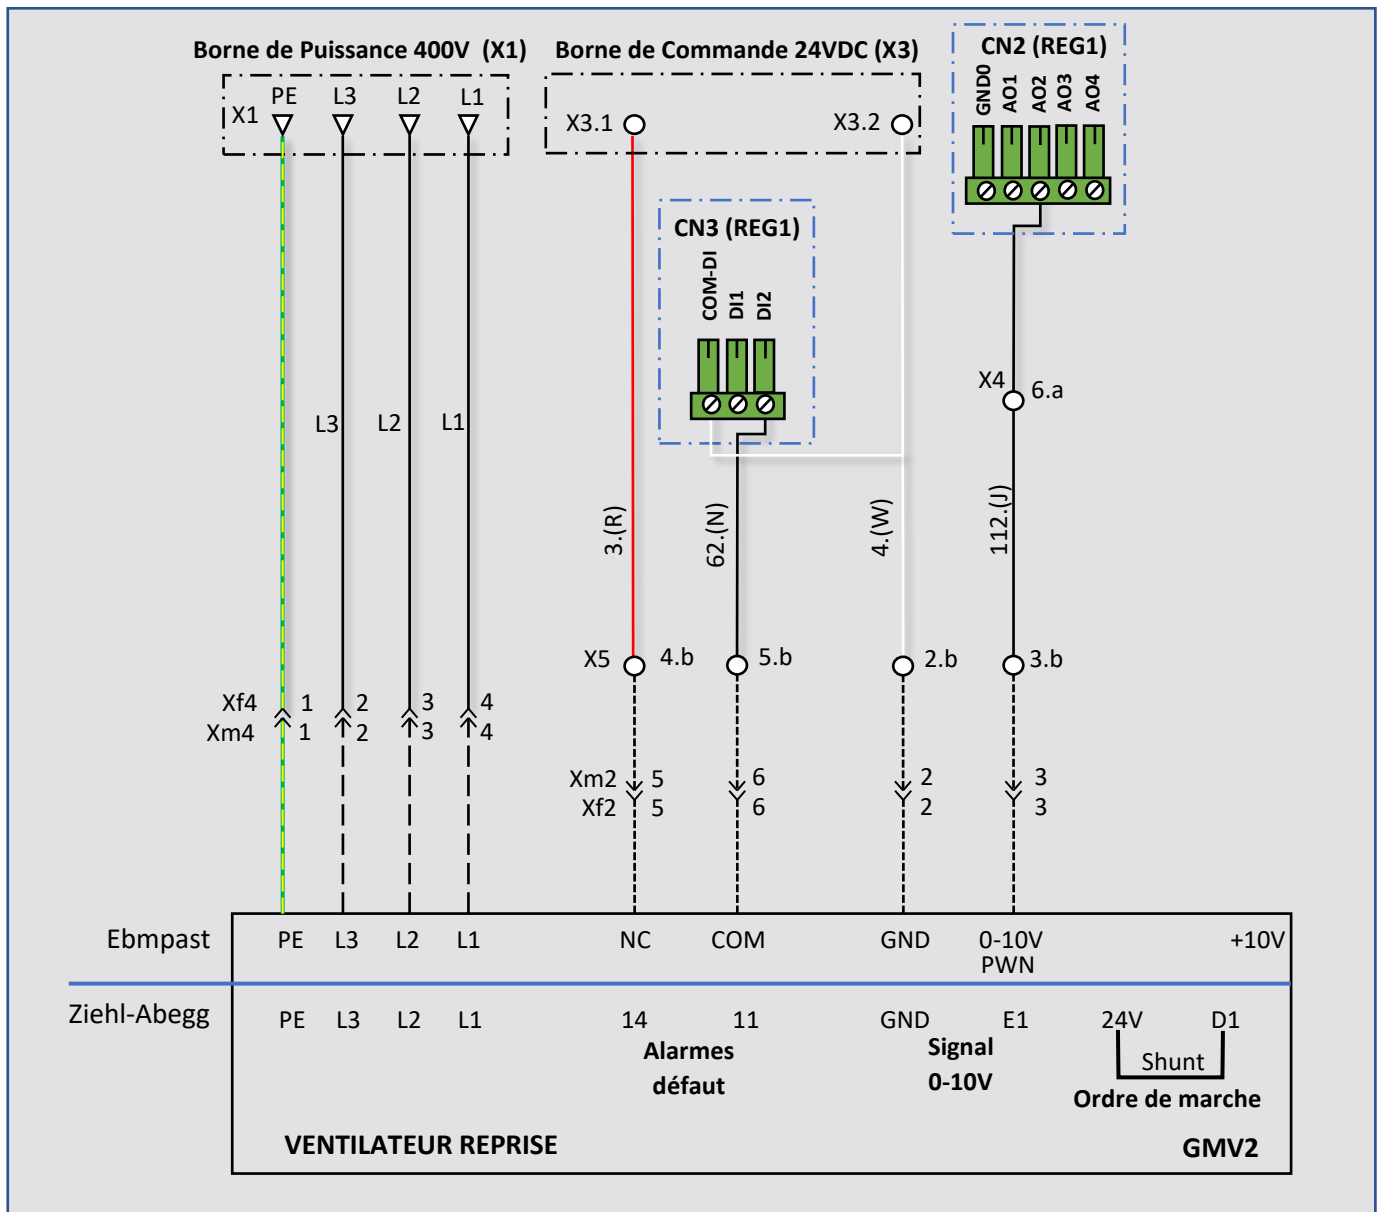 Borne de Puissance 400V (X1)
Borne de Commande 24VDC (X3)
CN2 (REG1)
X1
PE
L3
L2
L1
X3.1
X3.2
GND0
AO1
AO2
AO3
AO4
CN3 (REG1)
COM-DI
DI1
DI2
X4
6.a
L3
L2
L1
3.(R)
62.(N)
4.(W)
112.(J)
X5
4.b
5.b
2.b
3.b
Xf4
1
2
3
4
Xm4
1
2
3
4
Xm2
5
6
2
3
Xf2
5
6
2
3
Ebmpast
PE
L3
L2
L1
NC
COM
GND
0-10V
PWN
+10V
Ziehl-Abegg
PE
L3
L2
L1
14
11
GND
E1
24V
D1
Alarmes
défaut
Signal
0-10V
Shunt
Ordre de marche
VENTILATEUR REPRISE
GMV2